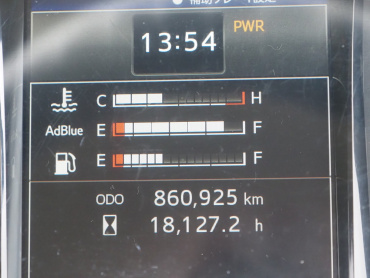 PWR
13:54
C H
AdBlue E F
E F
ODO 860,925 km
18,127.2 h